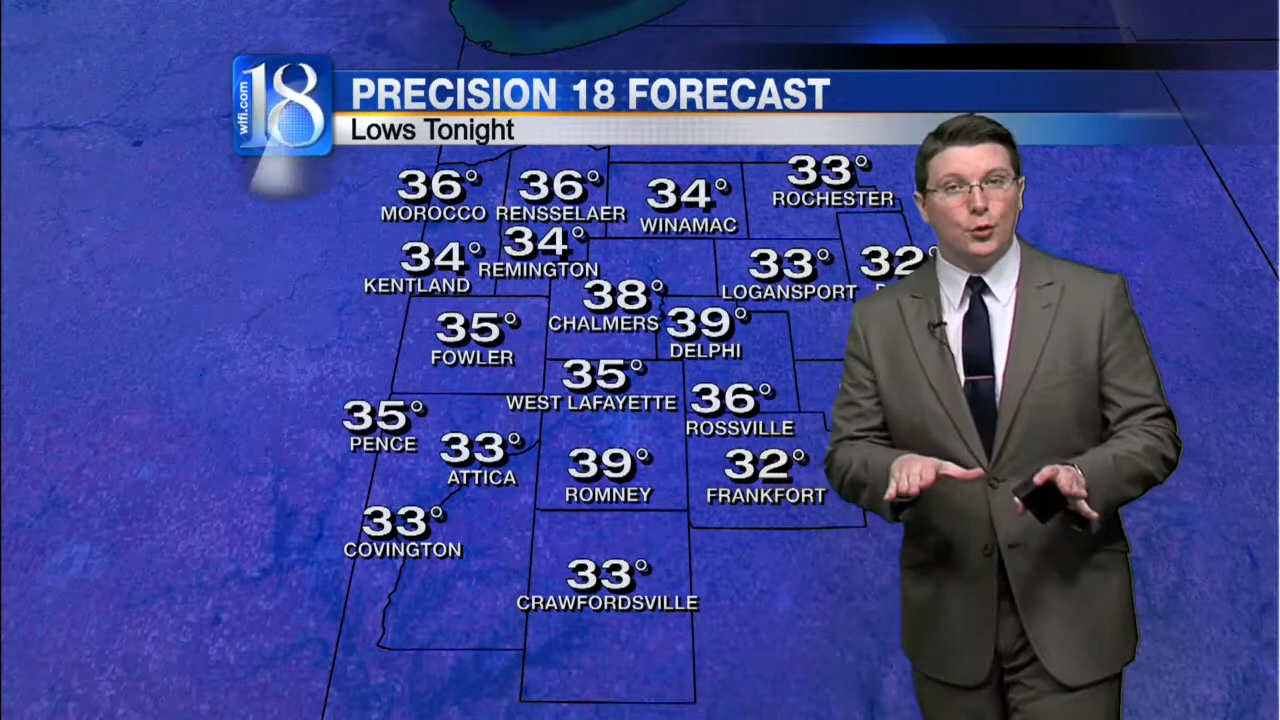 wlfi.com
18
PRECISION 18 FORECAST
Lows Tonight
36°
MOROCCO
36°
RENSSELAER
34°
WINAMAC
33°
ROCHESTER
34°
KENTLAND
34°
REMINGTON
38°
CHALMERS
33°
LOGANSPORT
32°
35°
FOWLER
39°
DELPHI
35°
WEST LAFAYETTE
36°
ROSSVILLE
35°
PENCE
33°
ATTICA
39°
ROMNEY
32°
FRANKFORT
33°
COVINGTON
33°
CRAWFORDSVILLE